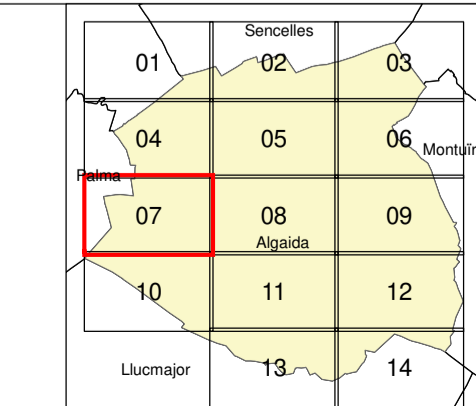 Sencelles
01 02 03
04 05 06
Montuïr
Palma
07 08 09
Algaida
10 11 12
Llucmajor 13 14